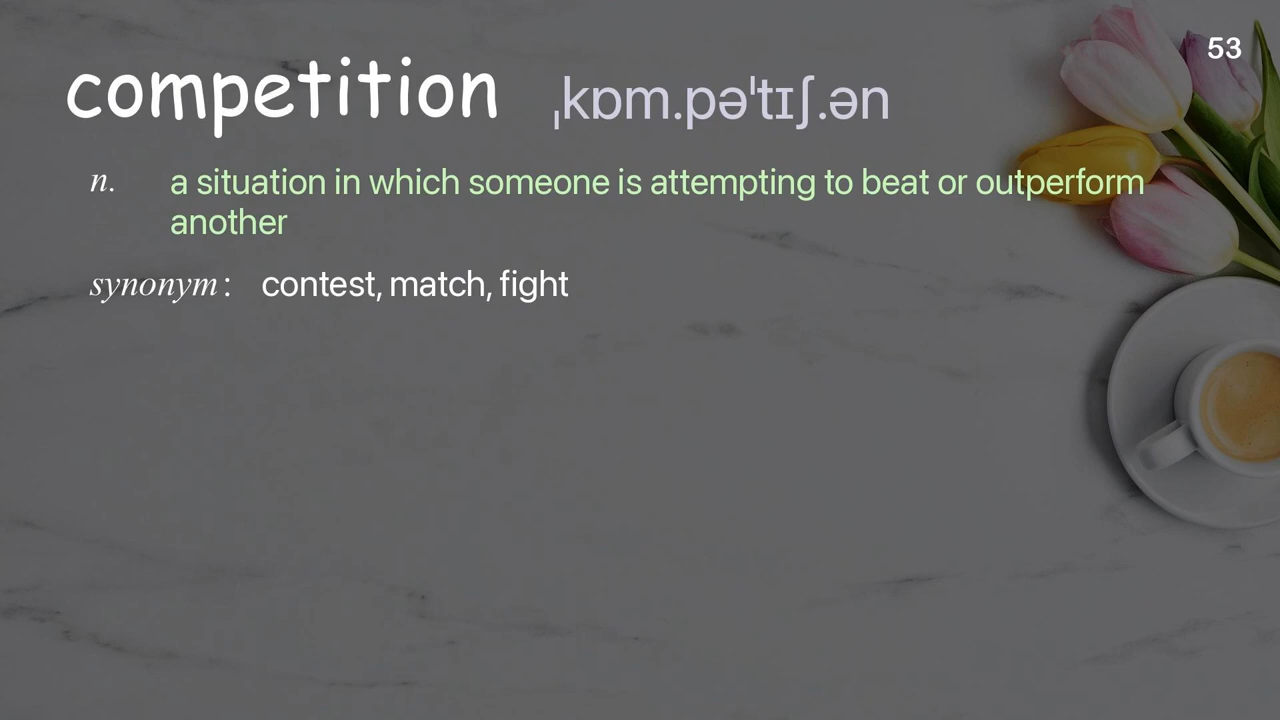 53
competition ˌkɒm.pəˈtɪʃ.ən
n. a situation in which someone is attempting to beat or outperform
another
synonym: contest, match, fight